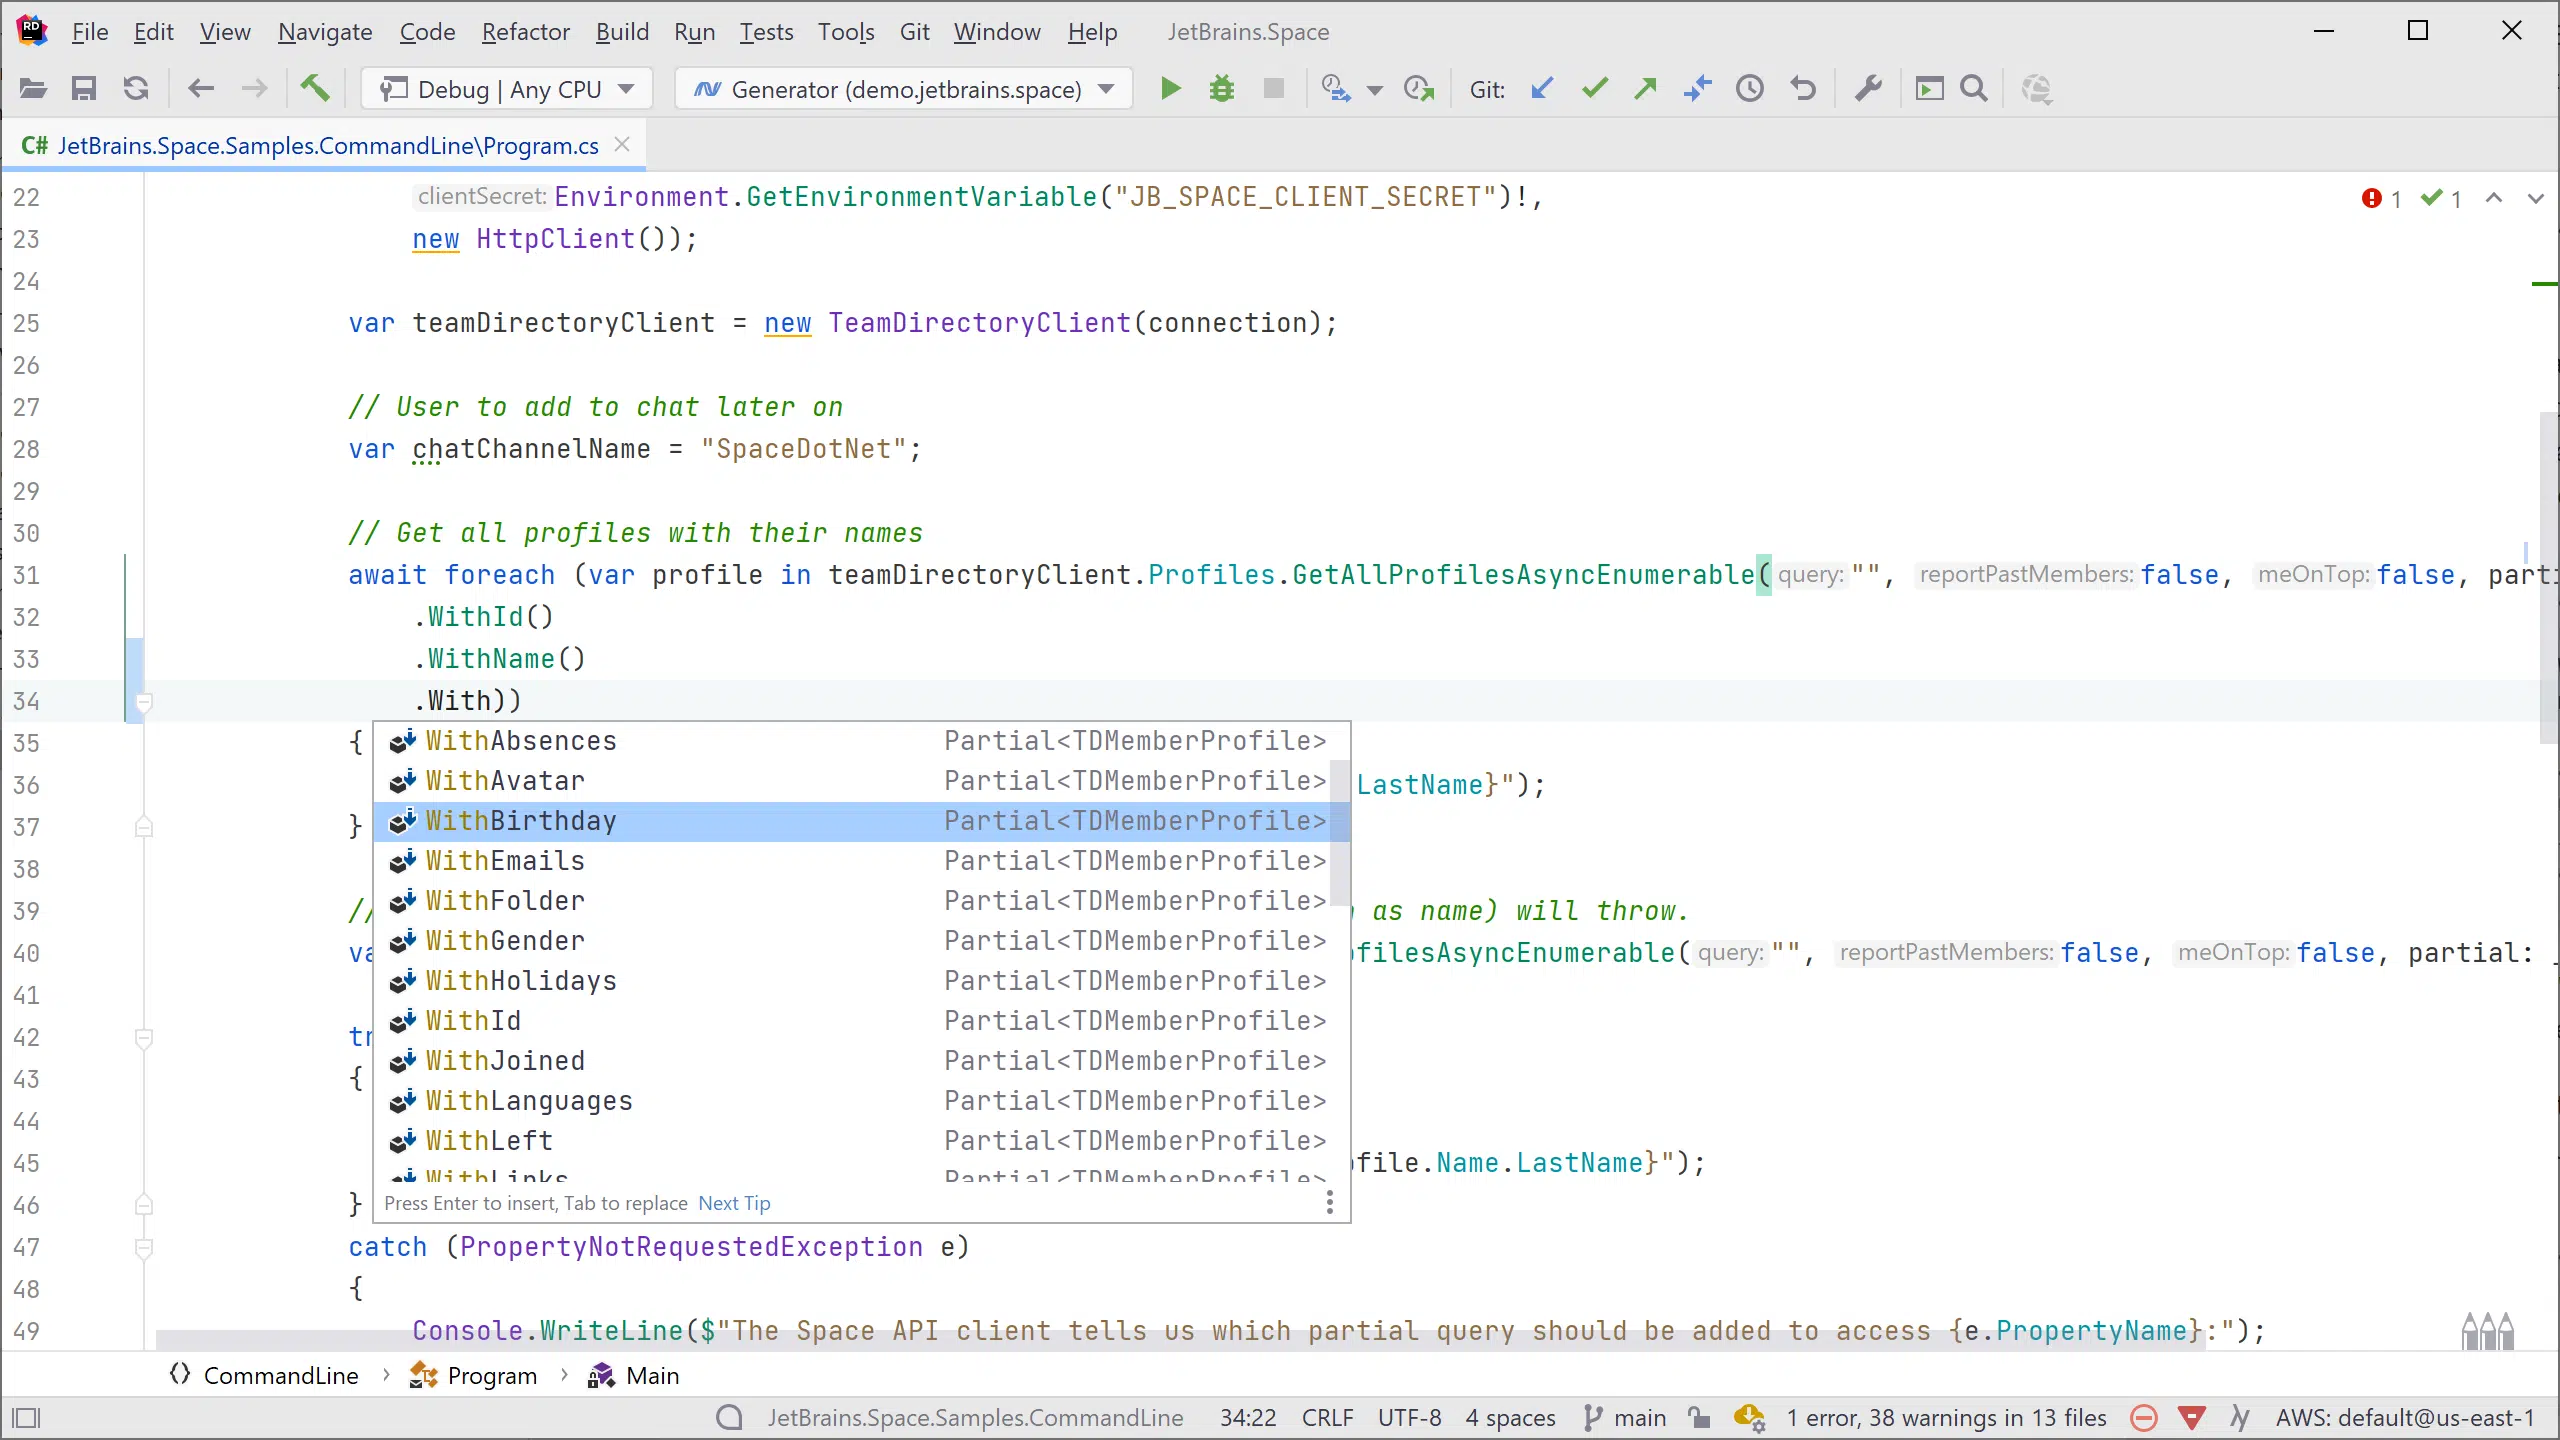 RD File Edit View Navigate Code Refactor Build Run Tests Tools Git Window Help JetBrains.Space
Debug | Any CPU Generator (demo.jetbrains.space) Git:
C# JetBrains.Space.Samples.CommandLine\Program.cs
22 clientSecret: Environment.GetEnvironmentVariable("JB_SPACE_CLIENT_SECRET")!, 1 1
23 new HttpClient());
24
25 var teamDirectoryClient = new TeamDirectoryClient(connection);
26
27 // User to add to chat later on
28 var chatChannelName = "SpaceDotNet";
29
30 // Get all profiles with their names
31 await foreach (var profile in teamDirectoryClient.Profiles.GetAllProfilesAsyncEnumerable( query: "", reportPastMembers: false, meOnTop: false, parti
32 .WithId()
33 .WithName()
34 .With))
35 {
WithAbsences Partial<TDMemberProfile>
WithAvatar Partial<TDMemberProfile>
36 LastName}");
WithBirthday Partial<TDMemberProfile>
37 }
WithEmails Partial<TDMemberProfile>
38
WithFolder Partial<TDMemberProfile>
39 // as name) will throw.
WithGender Partial<TDMemberProfile>
40 va filesAsyncEnumerable( query: "", reportPastMembers: false, meOnTop: false, partial: _
WithHolidays Partial<TDMemberProfile>
41
WithId Partial<TDMemberProfile>
42 tr
WithJoined Partial<TDMemberProfile>
43 {
WithLanguages Partial<TDMemberProfile>
44
WithLeft Partial<TDMemberProfile>
45 file.Name.LastName}");
WithLinks Partial<TDMemberProfile>
46 }
Press Enter to insert, Tab to replace Next Tip
47 catch (PropertyNotRequestedException e)
48 {
49 Console.WriteLine($"The Space API client tells us which partial query should be added to access {e.PropertyName}:");
CommandLine Program Main
JetBrains.Space.Samples.CommandLine 34:22 CRLF UTF-8 4 spaces main 1 error, 38 warnings in 13 files AWS: default@us-east-1